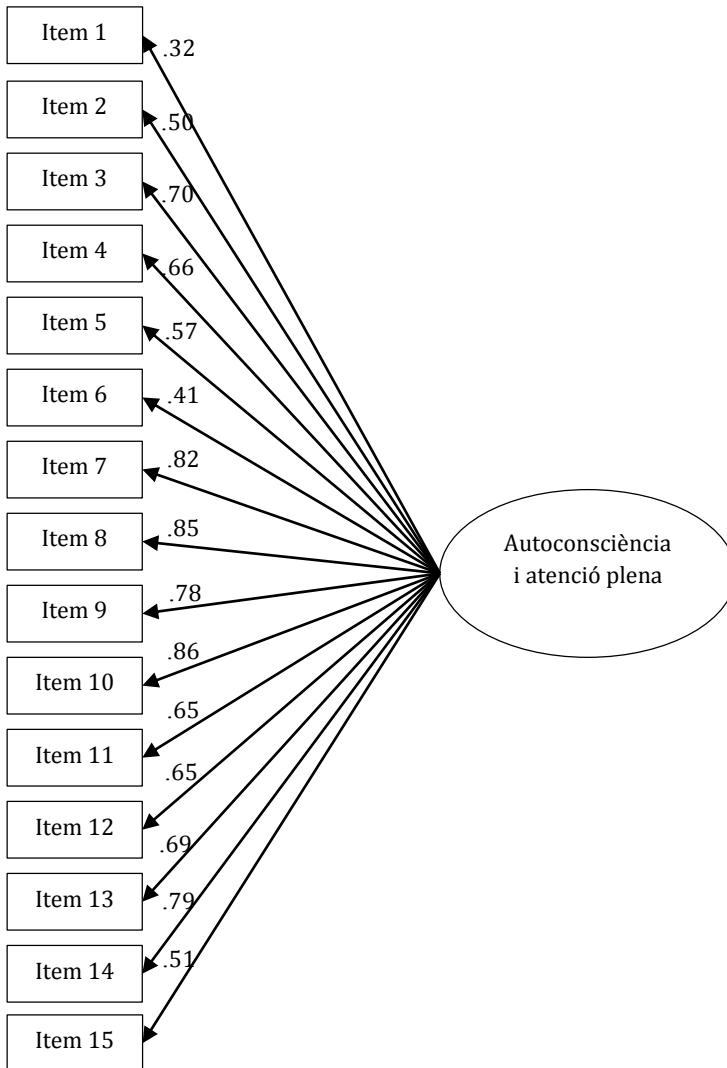 Item 1
.32
Item 2
.50
Item 3
.70
Item 4
.66
Item 5
.57
Item 6
.41
Item 7
.82
Item 8
.85
Item 9
.78
Item 10
.86
Item 11
.65
Item 12
.65
Item 13
.69
Item 14
.79
Item 15
.51
Autoconsciència
i atenció plena